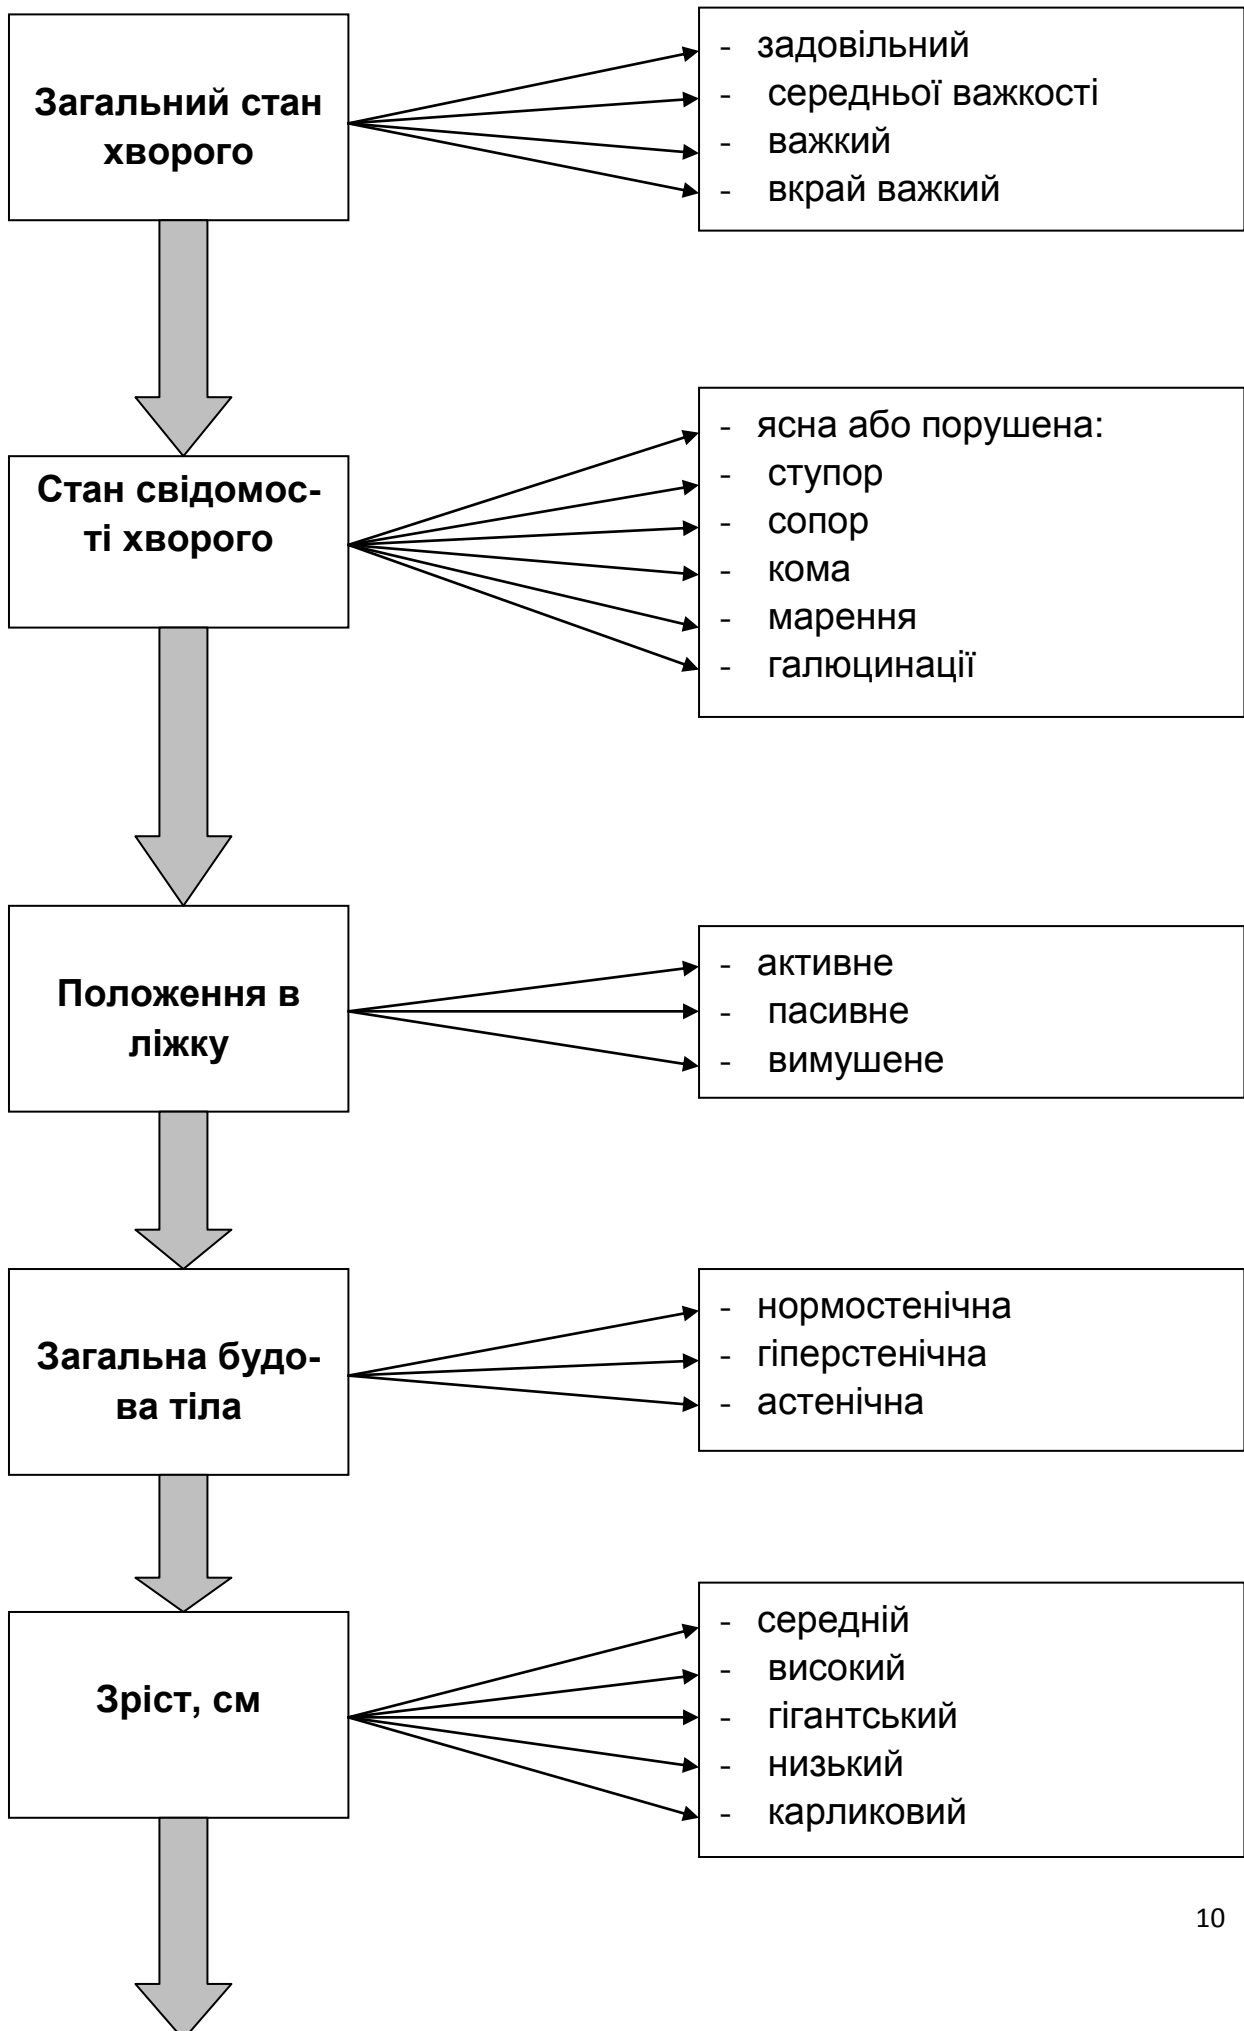 Загальний стан
хворого
- задовільний
- середньої важкості
- важкий
- вкрай важкий
Стан свідомос-
ті хворого
- ясна або порушена:
- ступор
- сопор
- кома
- марення
- галюцинації
Положення в
ліжку
- активне
- пасивне
- вимушене
Загальна будо-
ва тіла
- нормостенічна
- гіперстенічна
- астенічна
Зріст, см
- середній
- високий
- гігантський
- низький
- карликовий
10